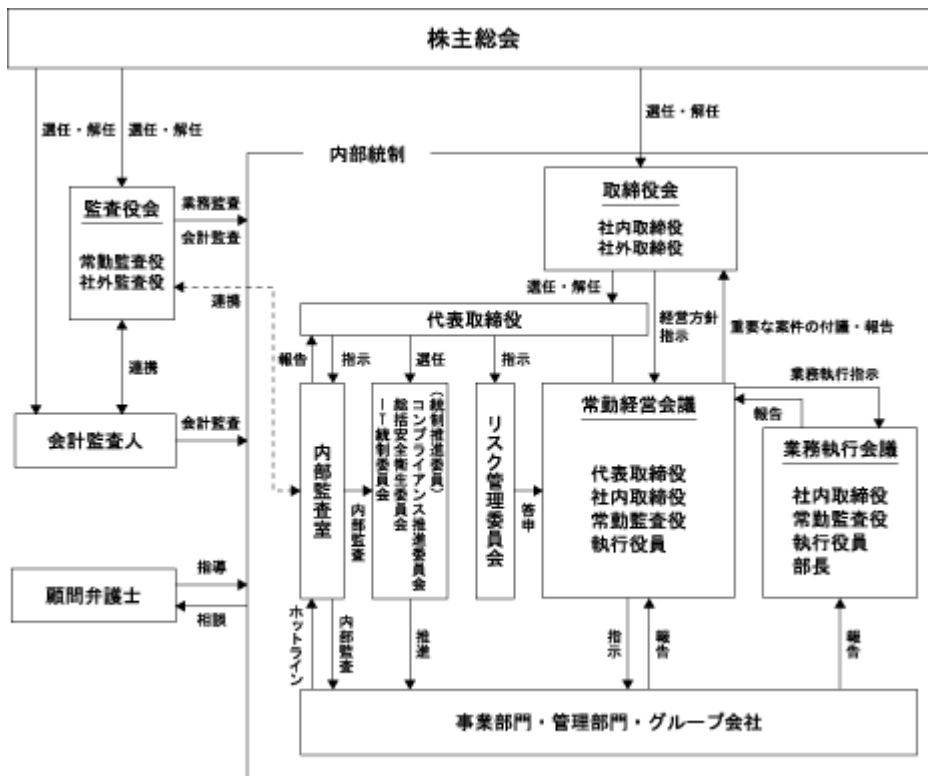 株主総会
選任・解任
選任・解任
選任・解任
内部統制
監査役会
常勤監査役
社外監査役
業務監査
会計監査
取締役会
社内取締役
社外取締役
連携
選任・解任
代表取締役
経営方針
指示
重要な案件の付議・報告
連携
報告
指示
選任
指示
業務執行指示
報告
会計監査人
会計監査
内部監査室
内部監査
(統制推進委員)
コンプライアンス推進委員会
総括安全衛生委員会
IT統制委員会
リスク管理委員会
答申
常勤経営会議
代表取締役
社内取締役
常勤監査役
執行役員
業務執行会議
社内取締役
常勤監査役
執行役員
部長
顧問弁護士
指導
相談
ホットライン
内部監査
推進
指示
報告
報告
事業部門・管理部門・グループ会社